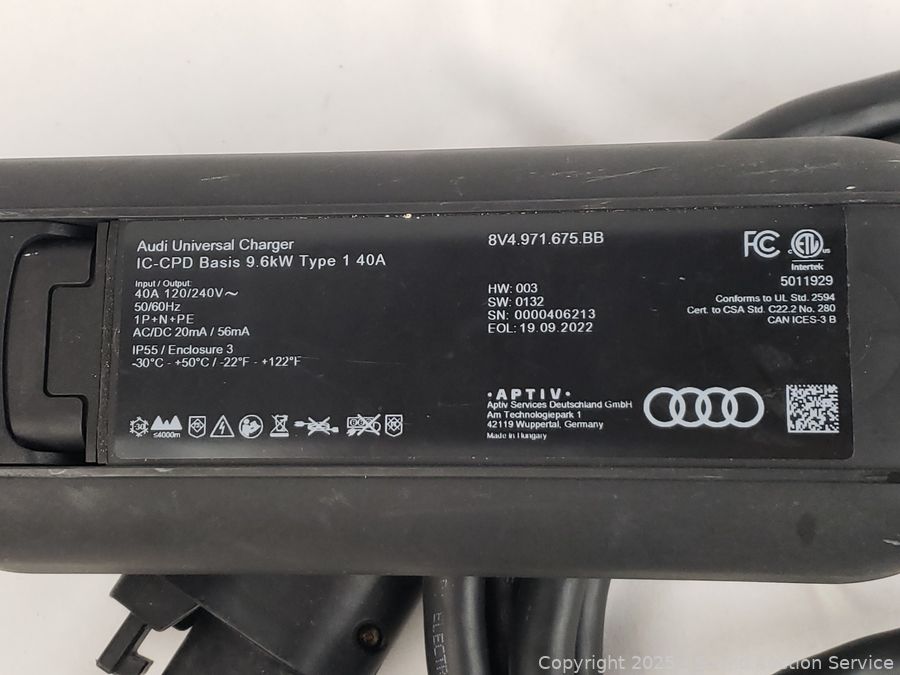 Audi Universal Charger
IC-CPD Basis 9.6kW Type 1 40A
Input / Output:
40A 120/240V~
50/60Hz
1P+N+PE
AC/DC 20mA / 56mA
IP55 / Enclosure 3
-30°C - +50°C / -22°F - +122°F
≤4000m
8V4.971.675.BB
HW: 003
SW: 0132
SN: 0000406213
EOL: 19.09.2022
·APTIV·
Aptiv Services Deutschland GmbH
Am Technologiepark 1
42119 Wuppertal, Germany
Made in Hungary
FC
ETL
c us
Intertek
5011929
Conforms to UL Std. 2594
Cert. to CSA Std. C22.2 No. 280
CAN ICES-3 B
Copyright 2025
Service